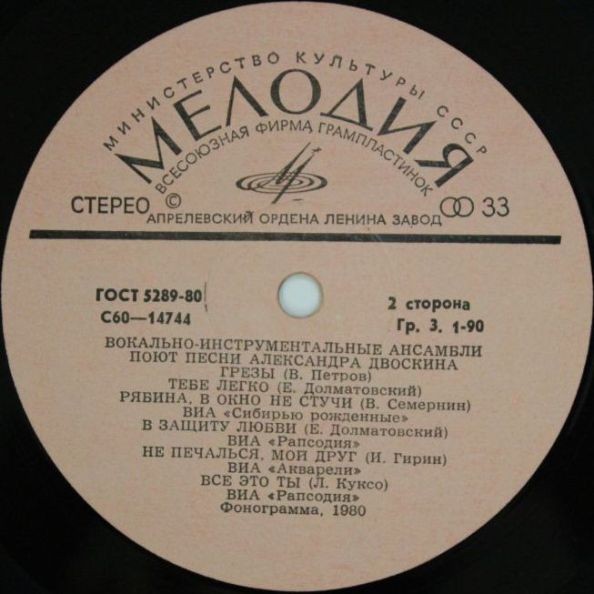 МИНИСТЕРСТВО КУЛЬТУРЫ СССР
МЕЛОДИЯ
ВСЕСОЮЗНАЯ ФИРМА ГРАМПЛАСТИНОК
СТЕРЕО © 33
АПРЕЛЕВСКИЙ ОРДЕНА ЛЕНИНА ЗАВОД
ГОСТ 5289-80 2 сторона
С60—14744 Гр. 3. 1-90
ВОКАЛЬНО-ИНСТРУМЕНТАЛЬНЫЕ АНСАМБЛИ
ПОЮТ ПЕСНИ АЛЕКСАНДРА ДВОСКИНА
ГРЕЗЫ (В. Петров)
ТЕБЕ ЛЕГКО (Е. Долматовский)
РЯБИНА, В ОКНО НЕ СТУЧИ (В. Семернин)
ВИА «Сибирью рожденные»
В ЗАЩИТУ ЛЮБВИ (Е. Долматовский)
ВИА «Рапсодия»
НЕ ПЕЧАЛЬСЯ, МОЙ ДРУГ (И. Гирин)
ВИА «Акварели»
ВСЕ ЭТО ТЫ (Л. Куксо)
ВИА «Рапсодия»
Фонограмма, 1980